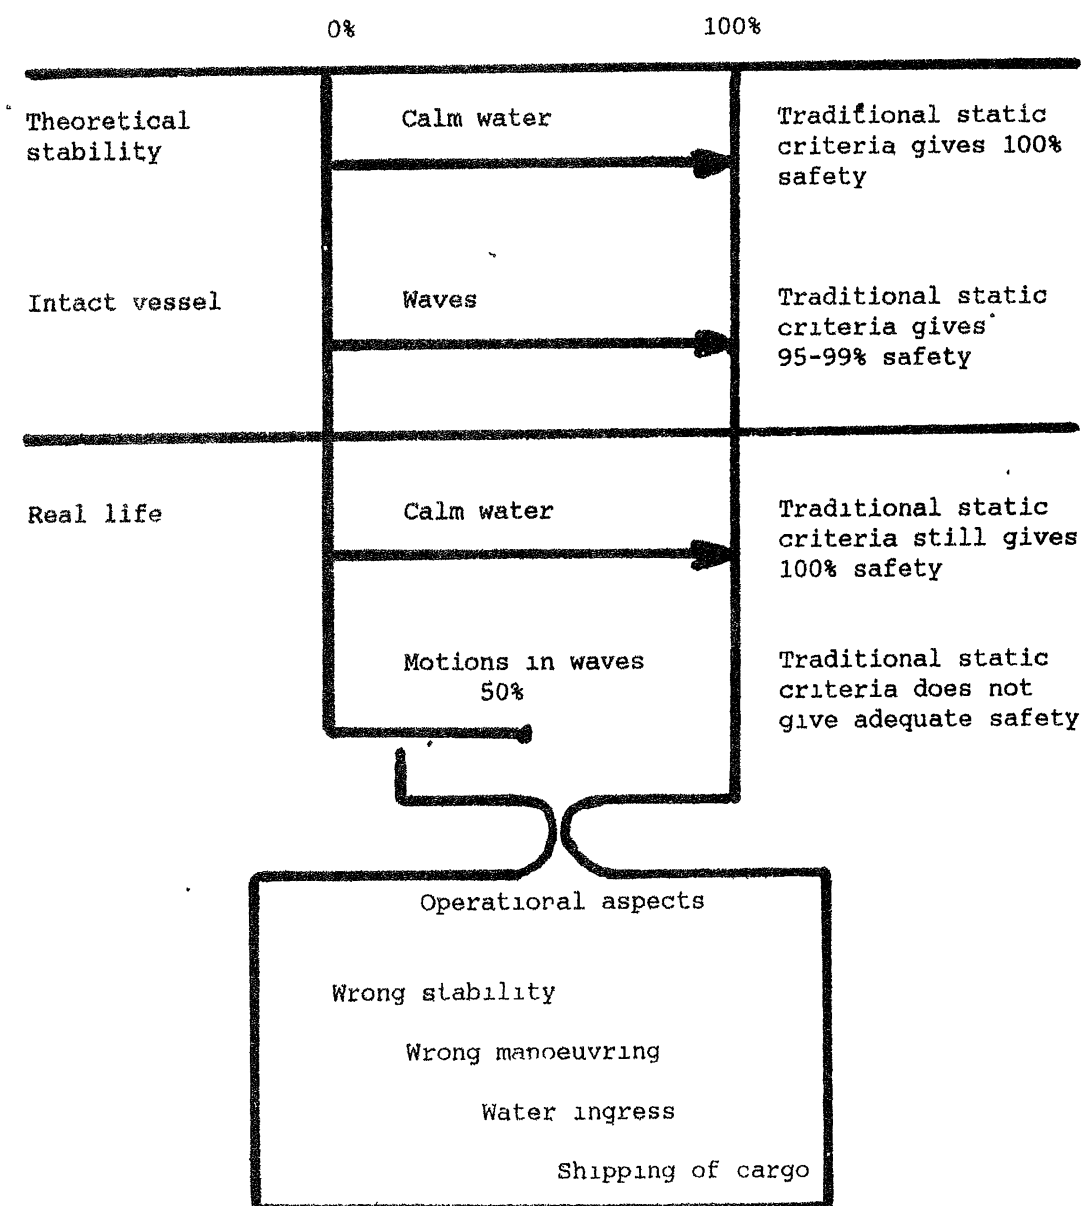 0% 100%
Theoretical
stability
Calm water
Traditional static
criteria gives 100%
safety
Intact vessel
Waves
Traditional static
criteria gives
95-99% safety
Real life
Calm water
Traditional static
criteria still gives
100% safety
Motions in waves
50%
Traditional static
criteria does not
give adequate safety
Operational aspects
Wrong stability
Wrong manoeuvring
Water ingress
Shipping of cargo